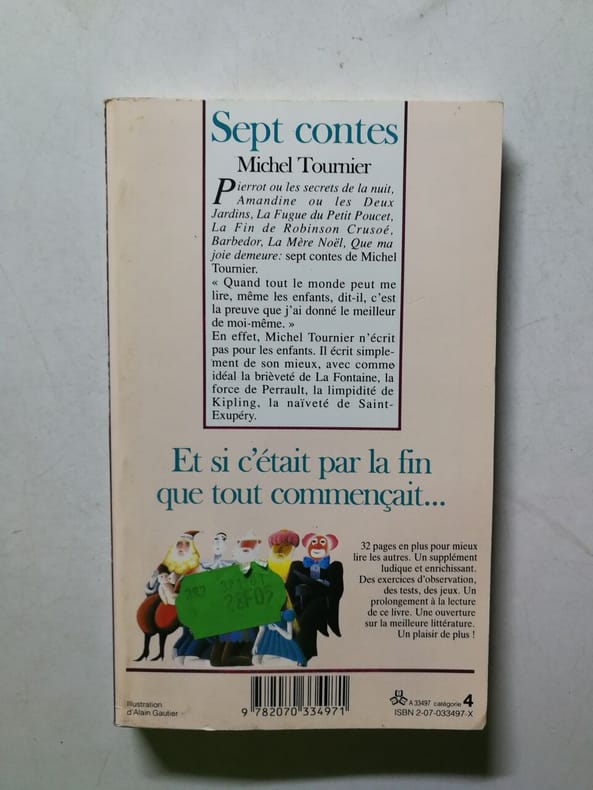 Sept contes
Michel Tournier
Pierrot ou les secrets de la nuit,
Amandine ou les Deux
Jardins, La Fugue du Petit Poucet,
La Fin de Robinson Crusoé,
Barbedor, La Mère Noël, Que ma
joie demeure: sept contes de Michel
Tournier.
« Quand tout le monde peut me
lire, même les enfants, dit-il, c'est
la preuve que j'ai donné le meilleur
de moi-même. »
En effet, Michel Tournier n'écrit
pas pour les enfants. Il écrit simple-
ment de son mieux, avec comme
idéal la brièveté de La Fontaine, la
force de Perrault, la limpidité de
Kipling, la naïveté de Saint-
Exupéry.
Et si c'était par la fin
que tout commençait...
32 pages en plus pour mieux
lire les autres. Un supplément
ludique et enrichissant.
Des exercices d'observation,
des tests, des jeux. Un
prolongement à la lecture
de ce livre. Une ouverture
sur la meilleure littérature.
Un plaisir de plus !
28F07
Illustration
d'Alain Gautier
9 782070 334971
A 33497 catégorie 4
ISBN 2-07-033497-X